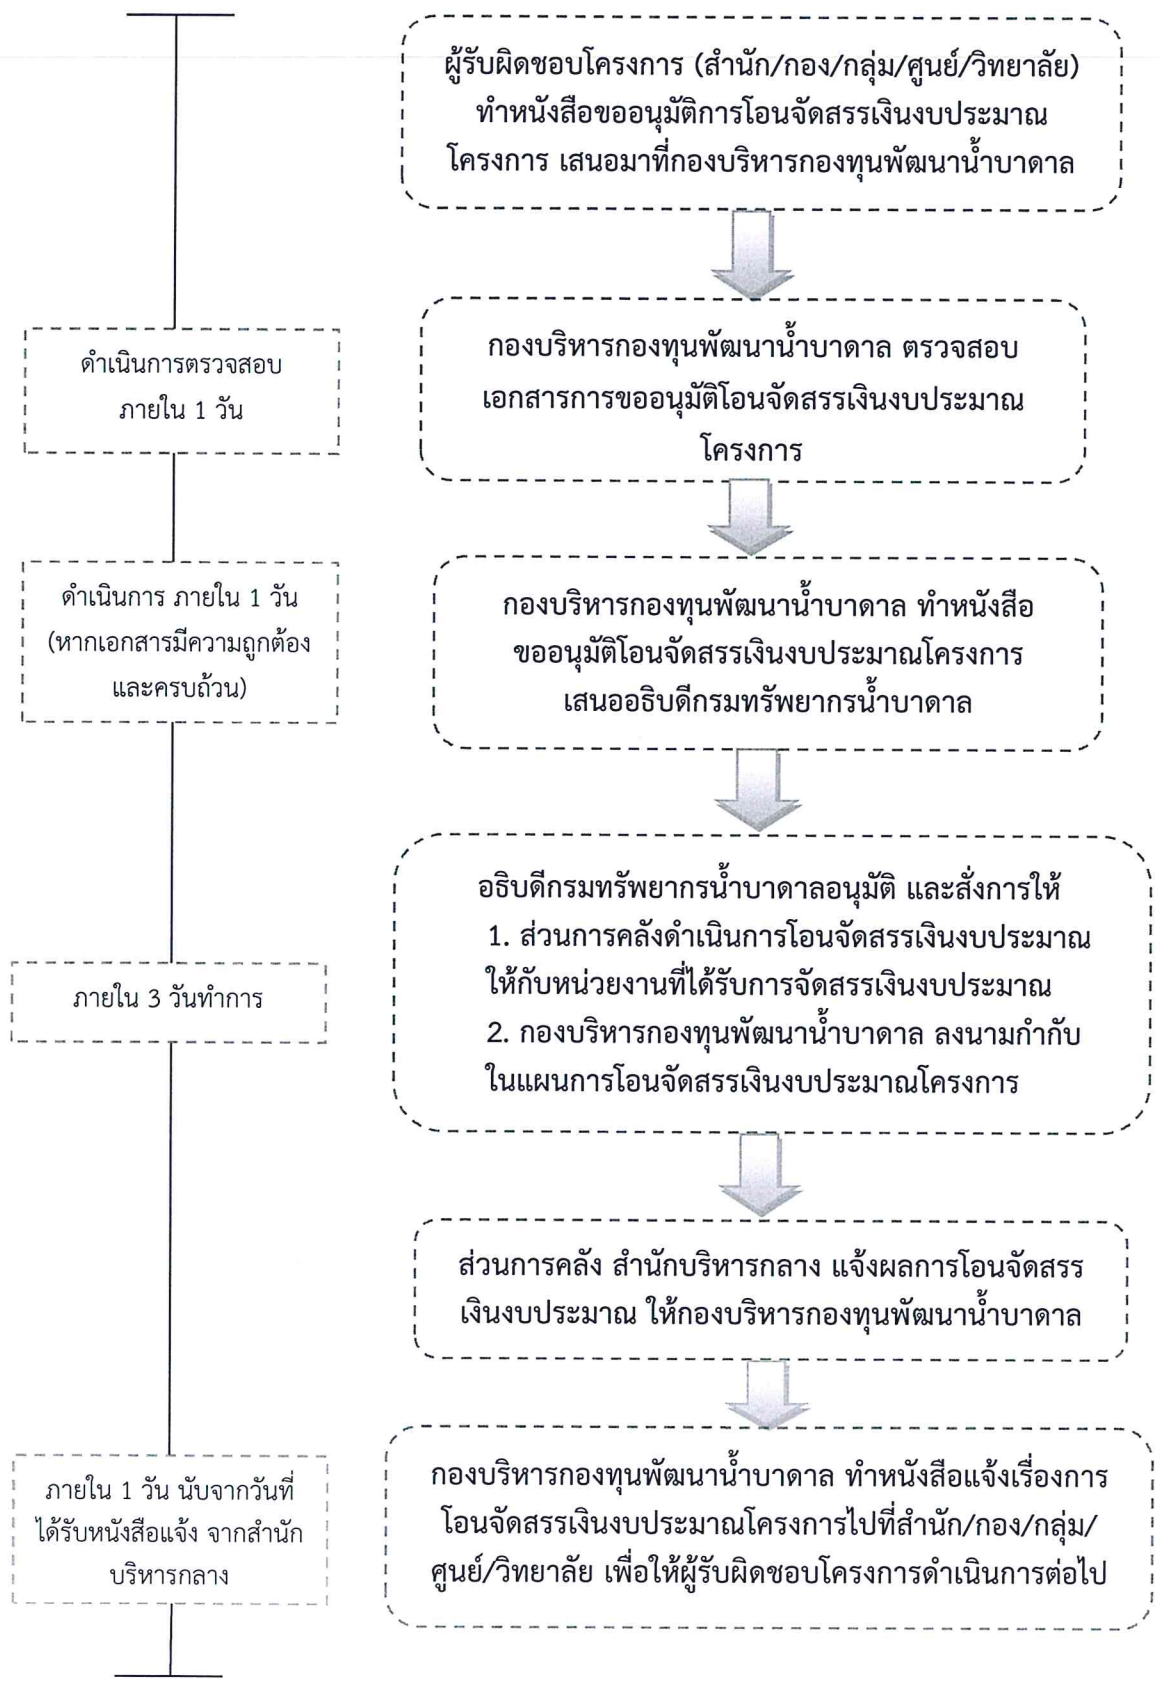 ผู้รับผิดชอบโครงการ (สำนัก/กอง/กลุ่ม/ศูนย์/วิทยาลัย)
ทำหนังสือขออนุมัติการโอนจัดสรรเงินงบประมาณ
โครงการ เสนอมาที่กองบริหารกองทุนพัฒนาน้ำบาดาล
ดำเนินการตรวจสอบ
ภายใน 1 วัน
กองบริหารกองทุนพัฒนาน้ำบาดาล ตรวจสอบ
เอกสารการขออนุมัติโอนจัดสรรเงินงบประมาณ
โครงการ
ดำเนินการ ภายใน 1 วัน
(หากเอกสารมีความถูกต้อง
และครบถ้วน)
กองบริหารกองทุนพัฒนาน้ำบาดาล ทำหนังสือ
ขออนุมัติโอนจัดสรรเงินงบประมาณโครงการ
เสนออธิบดีกรมทรัพยากรน้ำบาดาล
ภายใน 3 วันทำการ
อธิบดีกรมทรัพยากรน้ำบาดาลอนุมัติ และสั่งการให้
1. ส่วนการคลังดำเนินการโอนจัดสรรเงินงบประมาณ
ให้กับหน่วยงานที่ได้รับการจัดสรรเงินงบประมาณ
2. กองบริหารกองทุนพัฒนาน้ำบาดาล ลงนามกำกับ
ในแผนการโอนจัดสรรเงินงบประมาณโครงการ
ส่วนการคลัง สำนักบริหารกลาง แจ้งผลการโอนจัดสรร
เงินงบประมาณ ให้กองบริหารกองทุนพัฒนาน้ำบาดาล
ภายใน 1 วัน นับจากวันที่
ได้รับหนังสือแจ้ง จากสำนัก
บริหารกลาง
กองบริหารกองทุนพัฒนาน้ำบาดาล ทำหนังสือแจ้งเรื่องการ
โอนจัดสรรเงินงบประมาณโครงการไปที่สำนัก/กอง/กลุ่ม/
ศูนย์/วิทยาลัย เพื่อให้ผู้รับผิดชอบโครงการดำเนินการต่อไป